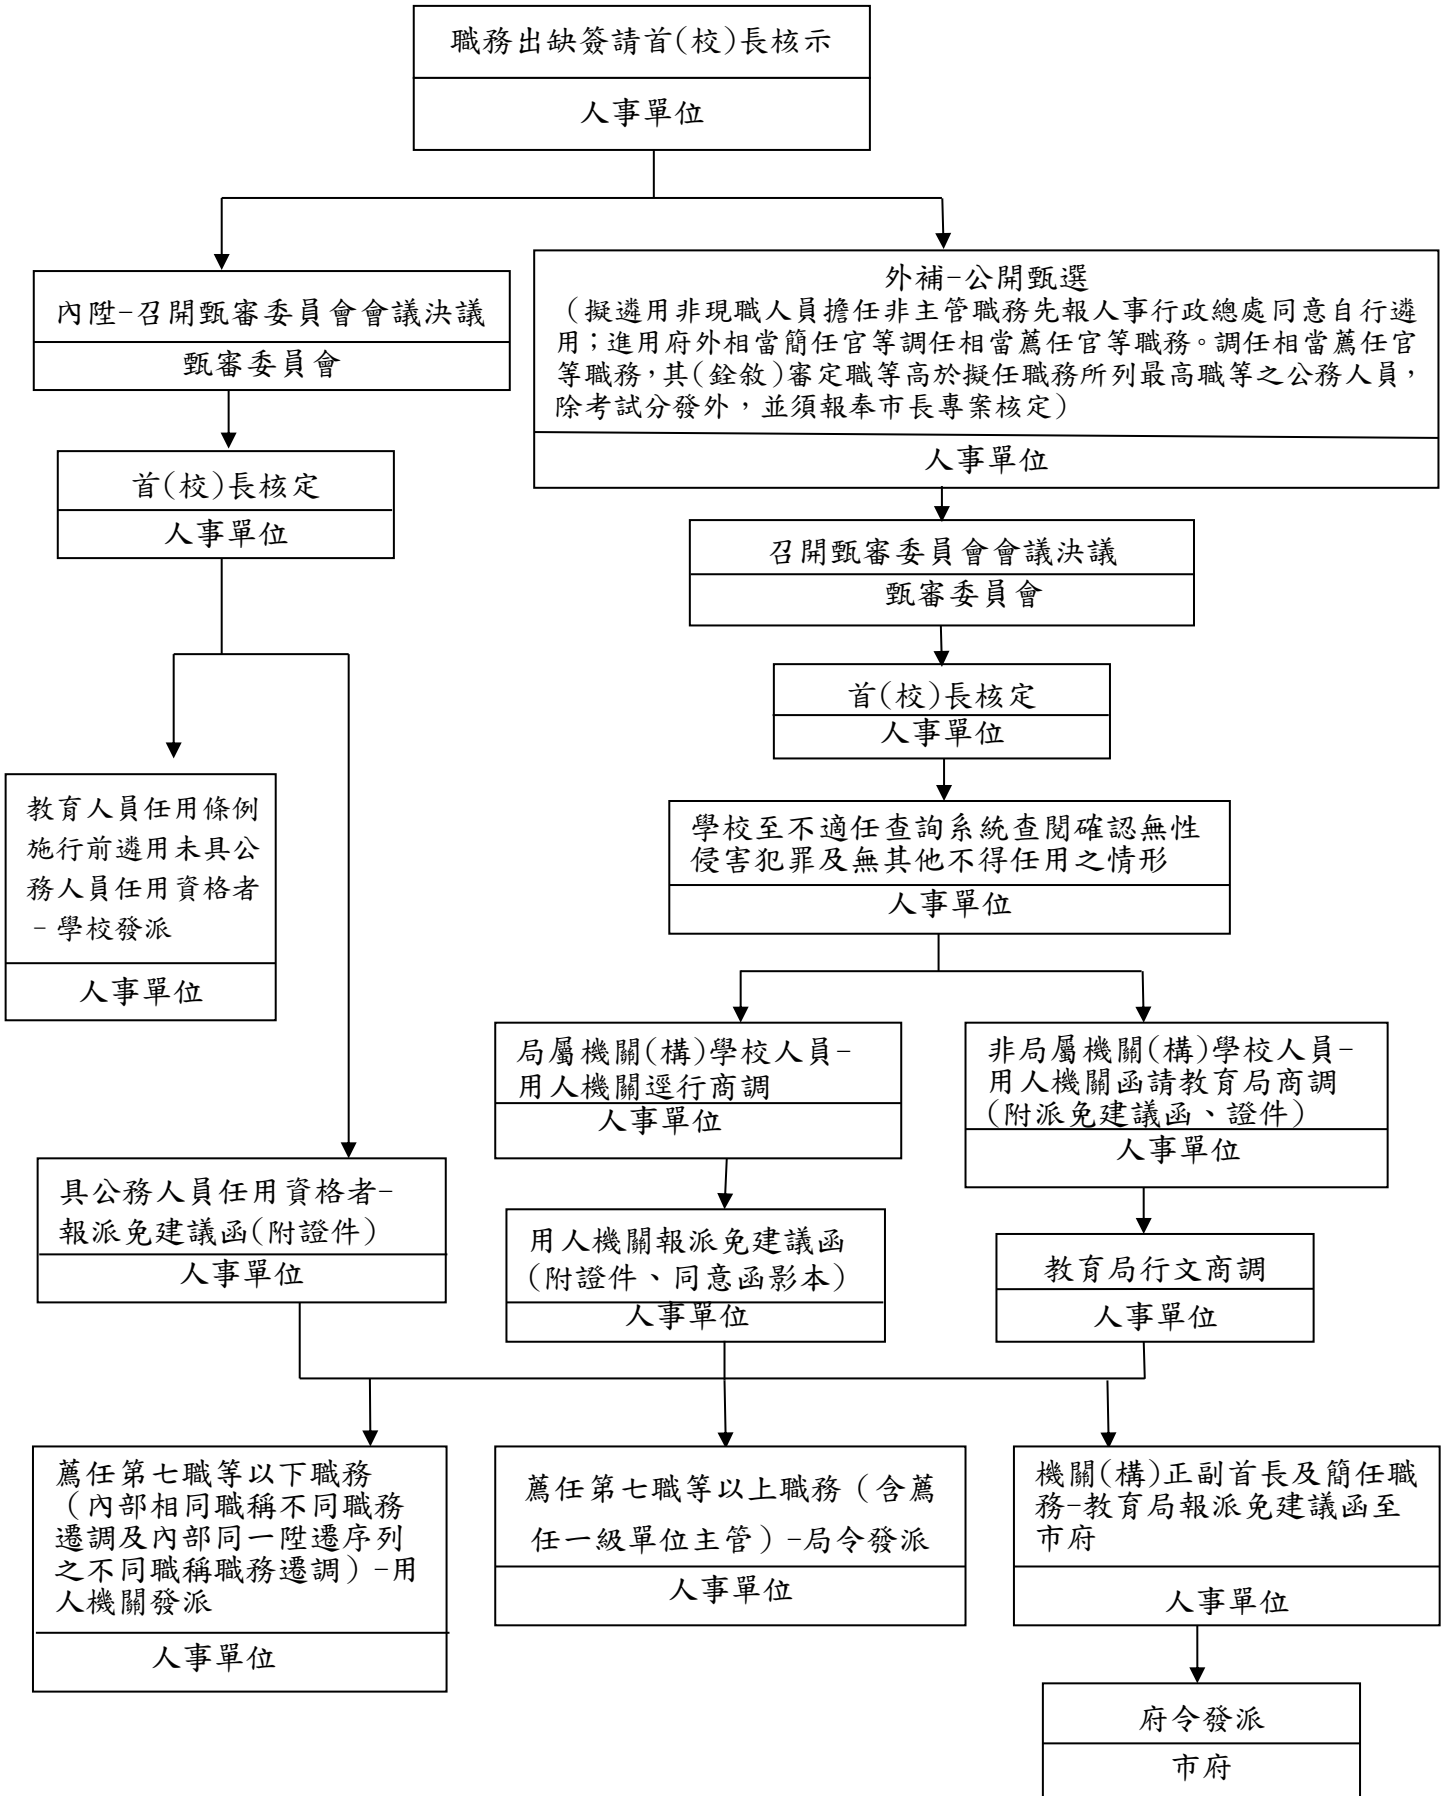 職務出缺簽請首(校)長核示
人事單位
內陞-召開甄審委員會會議決議
甄審委員會
首(校)長核定
人事單位
教育人員任用條例
施行前遴用未具公
務人員任用資格者
-學校發派
人事單位
具公務人員任用資格者-
報派免建議函(附證件)
人事單位
外補-公開甄選
（擬遴用非現職人員擔任非主管職務先報人事行政總處同意自行遴
用；進用府外相當簡任官等調任相當薦任官等職務。調任相當薦任官
等職務，其(銓敘)審定職等高於擬任職務所列最高職等之公務人員，
除考試分發外，並須報奉市長專案核定）
人事單位
召開甄審委員會會議決議
甄審委員會
首(校)長核定
人事單位
學校至不適任查詢系統查閱確認無性
侵害犯罪及無其他不得任用之情形
人事單位
局屬機關(構)學校人員-
用人機關逕行商調
人事單位
用人機關報派免建議函
(附證件、同意函影本)
人事單位
非局屬機關(構)學校人員-
用人機關函請教育局商調
(附派免建議函、證件)
人事單位
教育局行文商調
人事單位
薦任第七職等以下職務
（內部相同職稱不同職務
遷調及內部同一陞遷序列
之不同職稱職務遷調）-用
人機關發派
人事單位
薦任第七職等以上職務（含薦
任一級單位主管）-局令發派
人事單位
機關(構)正副首長及簡任職
務-教育局報派免建議函至
市府
人事單位
府令發派
市府